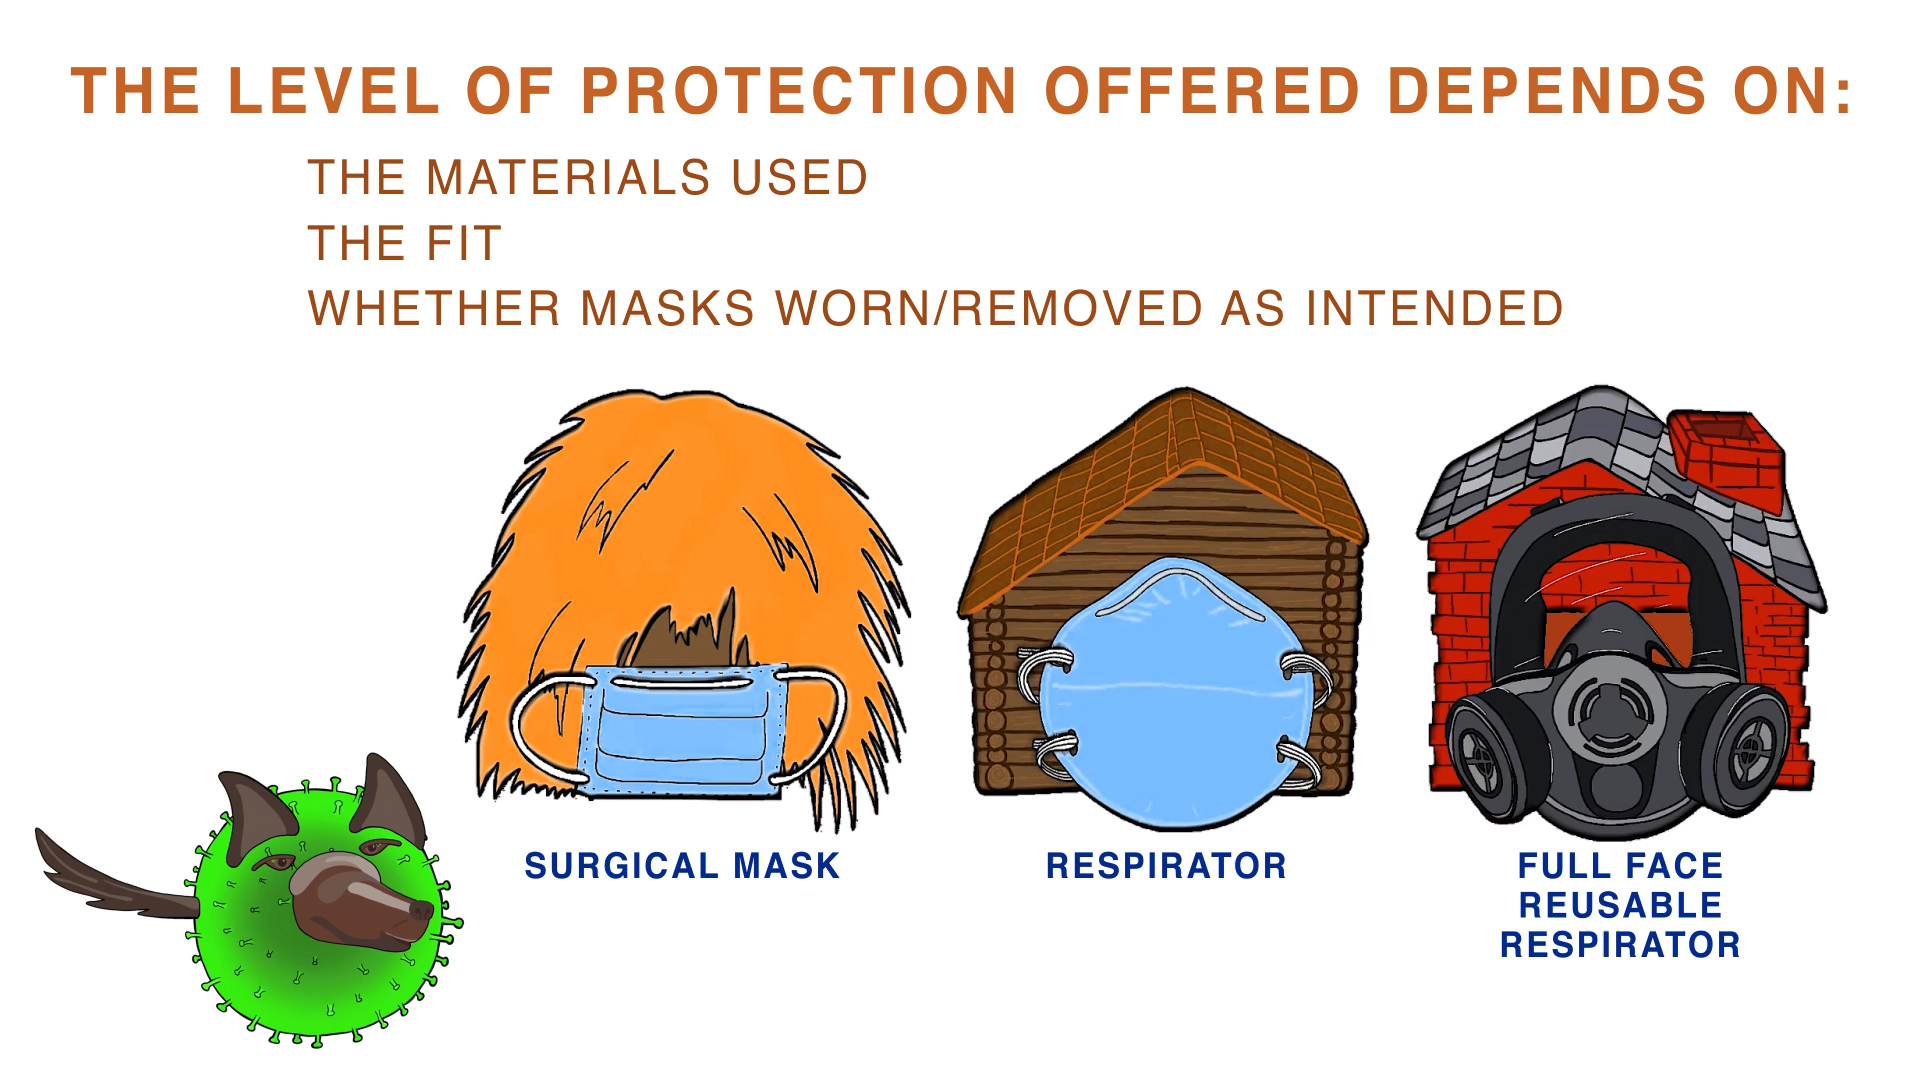 THE LEVEL OF PROTECTION OFFERED DEPENDS ON:
THE MATERIALS USED
THE FIT
WHETHER MASKS WORN/REMOVED AS INTENDED
SURGICAL MASK
RESPIRATOR
FULL FACE
REUSABLE
RESPIRATOR